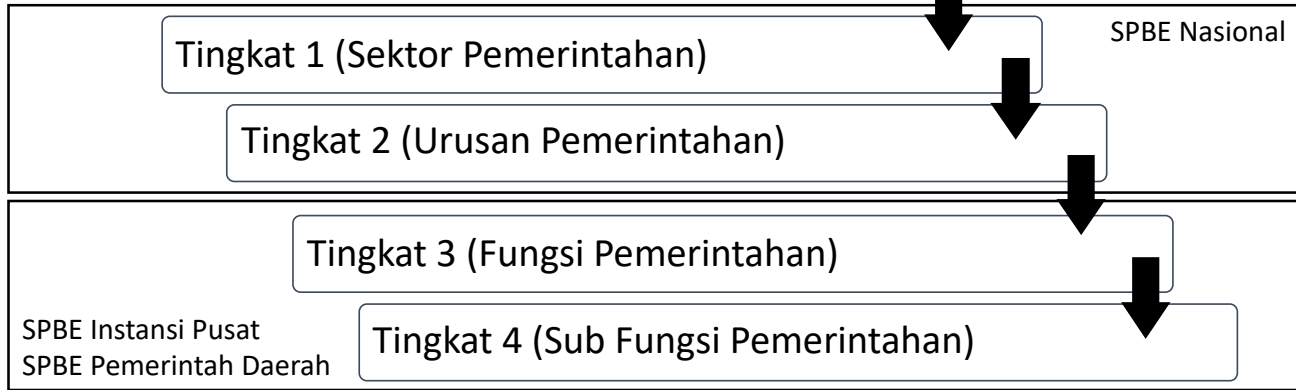 SPBE Nasional
Tingkat 1 (Sektor Pemerintahan)
Tingkat 2 (Urusan Pemerintahan)
Tingkat 3 (Fungsi Pemerintahan)
SPBE Instansi Pusat
SPBE Pemerintah Daerah
Tingkat 4 (Sub Fungsi Pemerintahan)